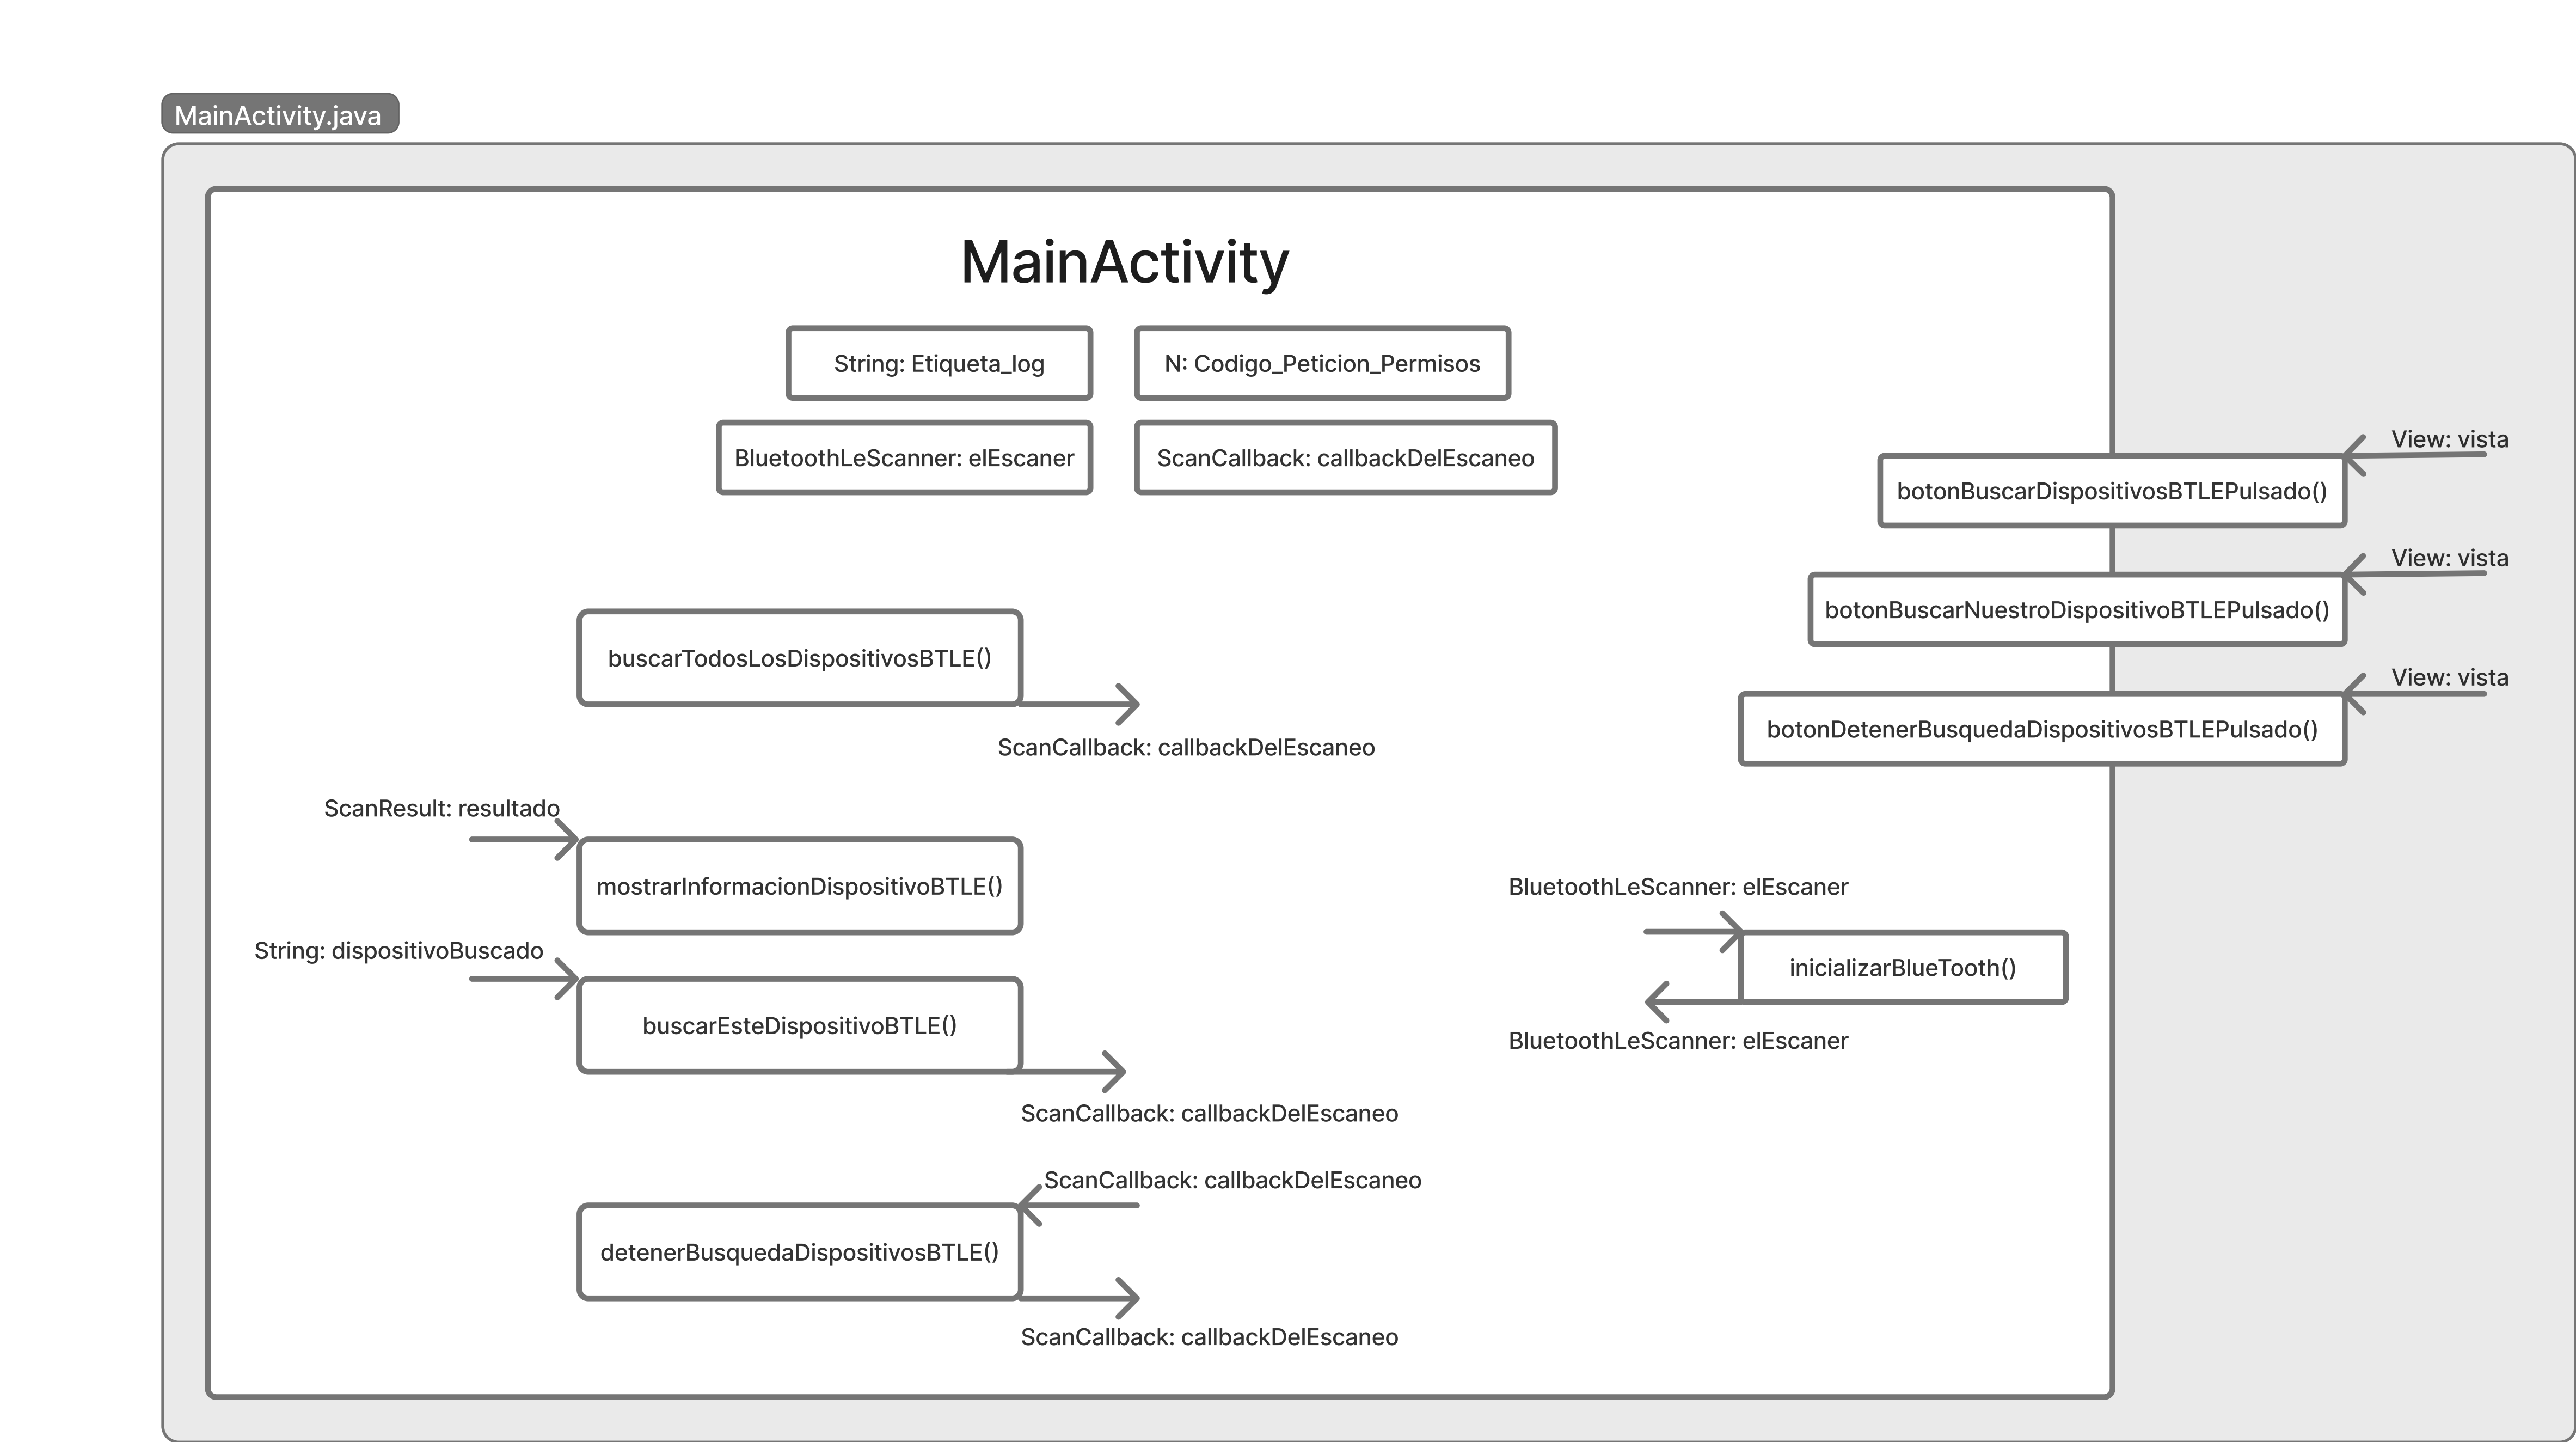 MainActivity.java
MainActivity
String: Etiqueta_log
N: Codigo_Peticion_Permisos
BluetoothLeScanner: elEscaner
ScanCallback: callbackDelEscaneo
View: vista
botonBuscarDispositivosBTLEPulsado()
View: vista
botonBuscarNuestroDispositivoBTLEPulsado()
View: vista
botonDetenerBusquedaDispositivosBTLEPulsado()
buscarTodosLosDispositivosBTLE()
ScanCallback: callbackDelEscaneo
ScanResult: resultado
mostrarInformacionDispositivoBTLE()
String: dispositivoBuscado
buscarEsteDispositivoBTLE()
ScanCallback: callbackDelEscaneo
BluetoothLeScanner: elEscaner
inicializarBlueTooth()
BluetoothLeScanner: elEscaner
ScanCallback: callbackDelEscaneo
detenerBusquedaDispositivosBTLE()
ScanCallback: callbackDelEscaneo